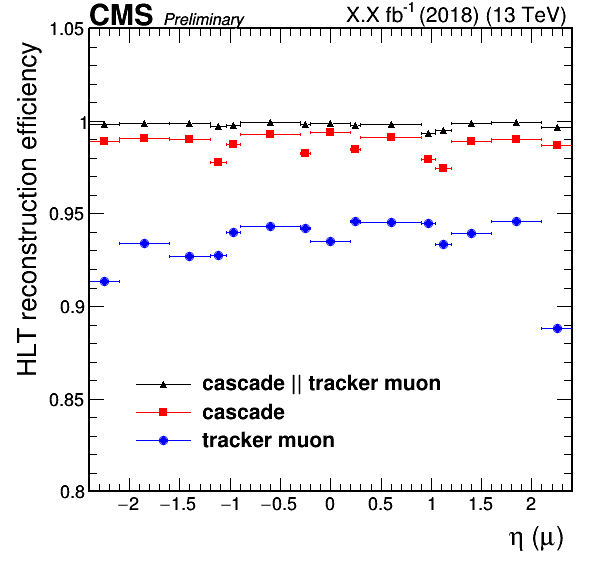 CMS Preliminary X.X fb⁻¹ (2018) (13 TeV)
HLT reconstruction efficiency
1.05
1
0.95
0.9
0.85
0.8
cascade || tracker muon
cascade
tracker muon
−2 −1.5 −1 −0.5 0 0.5 1 1.5 2
η (μ)